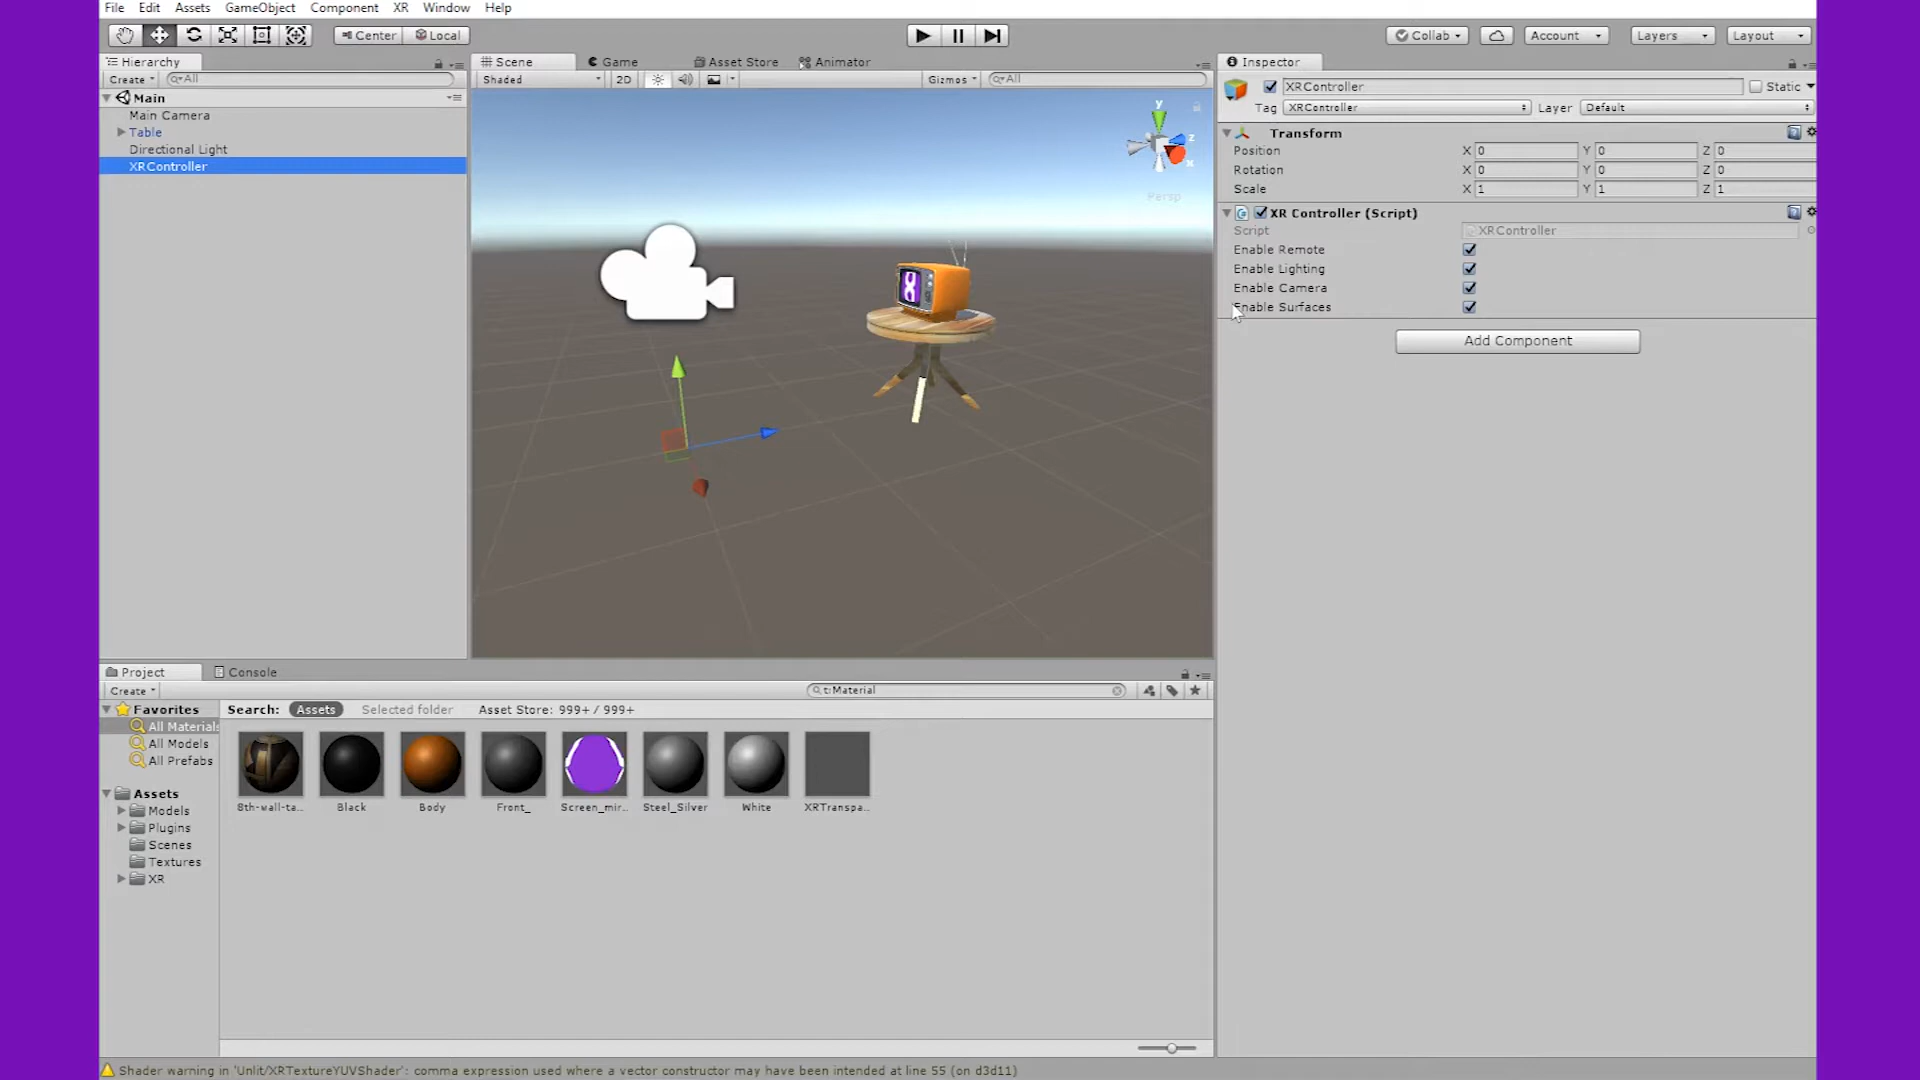 File Edit Assets GameObject Component XR Window Help
Center Local Collab Account Layers Layout
Hierarchy
Create All
Main
Main Camera
Table
Directional Light
XRController
Scene Game Asset Store Animator
Shaded 2D Gizmos All
y
z
x
Persp
Inspector
XRController Static
Tag XRController Layer Default
Transform
Position X 0 Y 0 Z 0
Rotation X 0 Y 0 Z 0
Scale X 1 Y 1 Z 1
XR Controller (Script)
Script XRController
Enable Remote
Enable Lighting
Enable Camera
Enable Surfaces
Add Component
Project Console
Create t:Material
Favorites
All Materials
All Models
All Prefabs
Assets
Models
Plugins
Scenes
Textures
XR
Search: Assets Selected folder Asset Store: 999+ / 999+
8th-wall-ta... Black Body Front_ Screen_mir... Steel_Silver White XRTranspa...
Shader warning in 'Unlit/XRTextureYUVShader': comma expression used where a vector constructor may have been intended at line 55 (on d3d11)